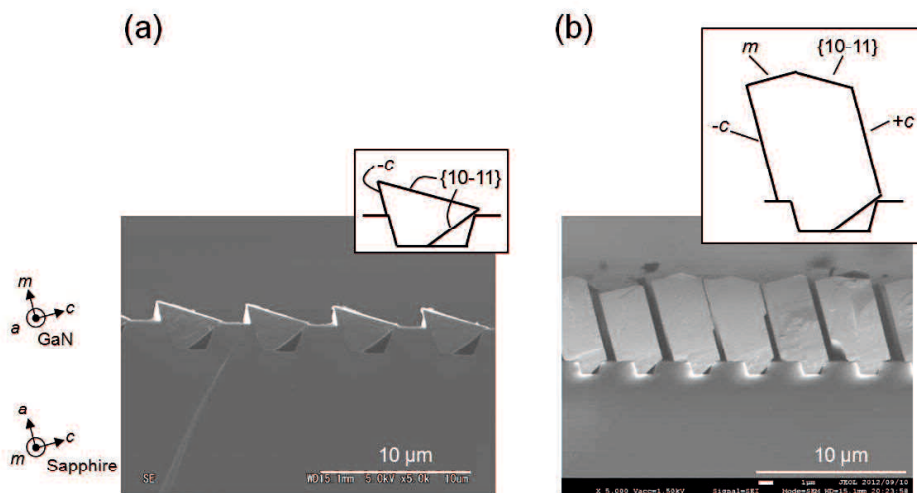 (a)
(b)
m
{10-11}
-c
+c
-c
{10-11}
m
c
a
GaN
a
c
m
Sapphire
10 μm
SE
WD15.1mm 5.0kV x5.0k 10um
10 μm
1μm JEOL 2012/09/10
X 5,000 Vacc=1.50kV Signal=SEI Mode=SBM WD=15.1mm 20:23:58